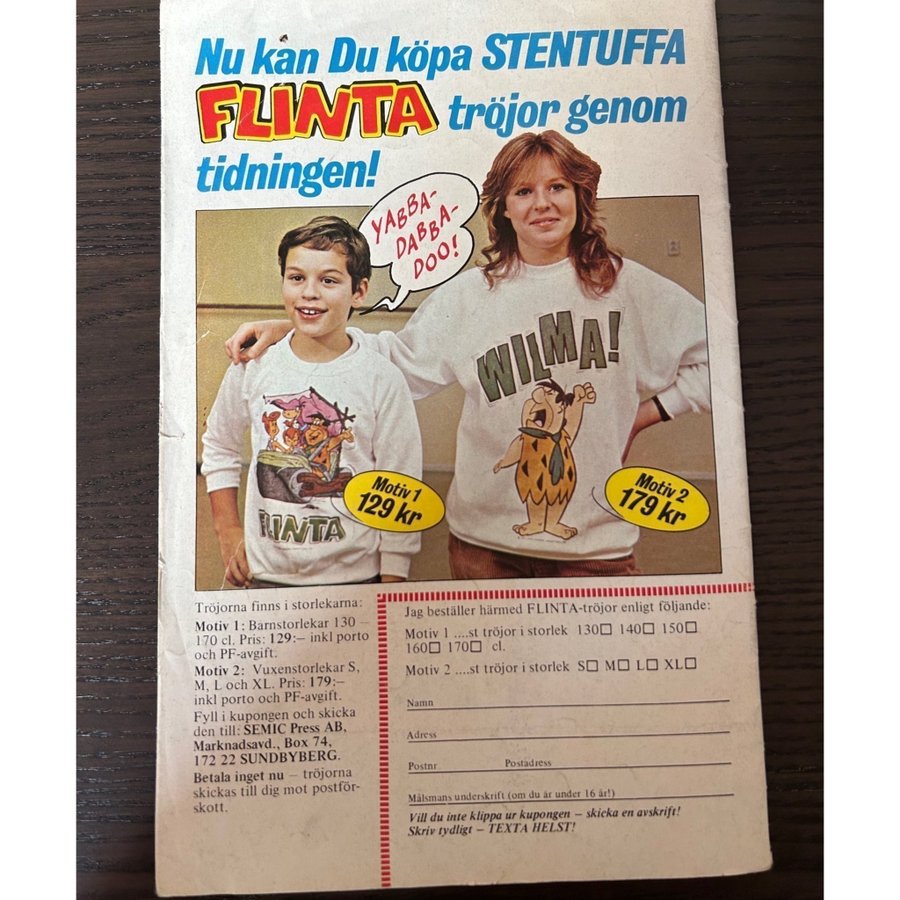 Nu kan Du köpa STENTUFFA
FLINTA tröjor genom
tidningen!
YABBA-
DABBA-
DOO!
WILMA!
FLINTA
Motiv 1
129 kr
Motiv 2
179 kr
Tröjorna finns i storlekarna:
Motiv 1: Barnstorlekar 130 –
170 cl. Pris: 129:– inkl porto
och PF-avgift.
Motiv 2: Vuxenstorlekar S,
M, L och XL. Pris: 179:–
inkl porto och PF-avgift.
Fyll i kupongen och skicka
den till: SEMIC Press AB,
Marknadsavd., Box 74,
172 22 SUNDBYBERG.
Betala inget nu – tröjorna
skickas till dig mot postför-
skott.
Jag beställer härmed FLINTA-tröjor enligt följande:
Motiv 1 ....st tröjor i storlek 130☐ 140☐ 150☐
160☐ 170☐ cl.
Motiv 2 ....st tröjor i storlek S☐ M☐ L☐ XL☐
Namn
Adress
Postnr Postadress
Målsmans underskrift (om du är under 16 år!)
Vill du inte klippa ur kupongen – skicka en avskrift!
Skriv tydligt – TEXTA HELST!